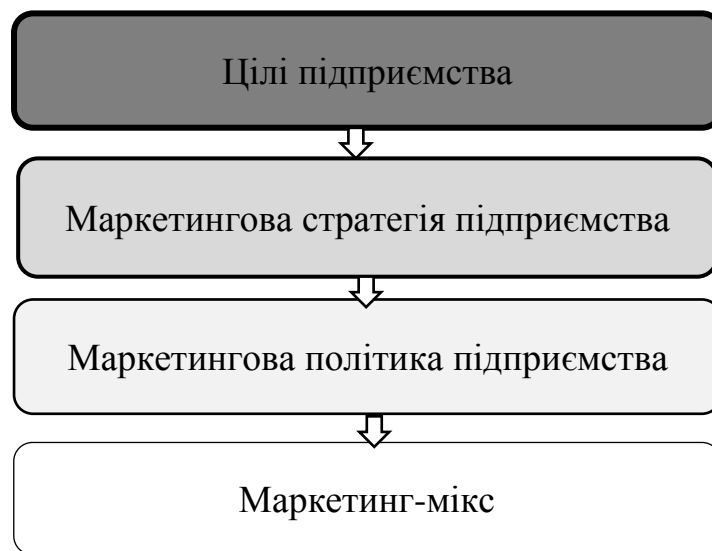 Цілі підприємства
Маркетингова стратегія підприємства
Маркетингова політика підприємства
Маркетинг-мікс